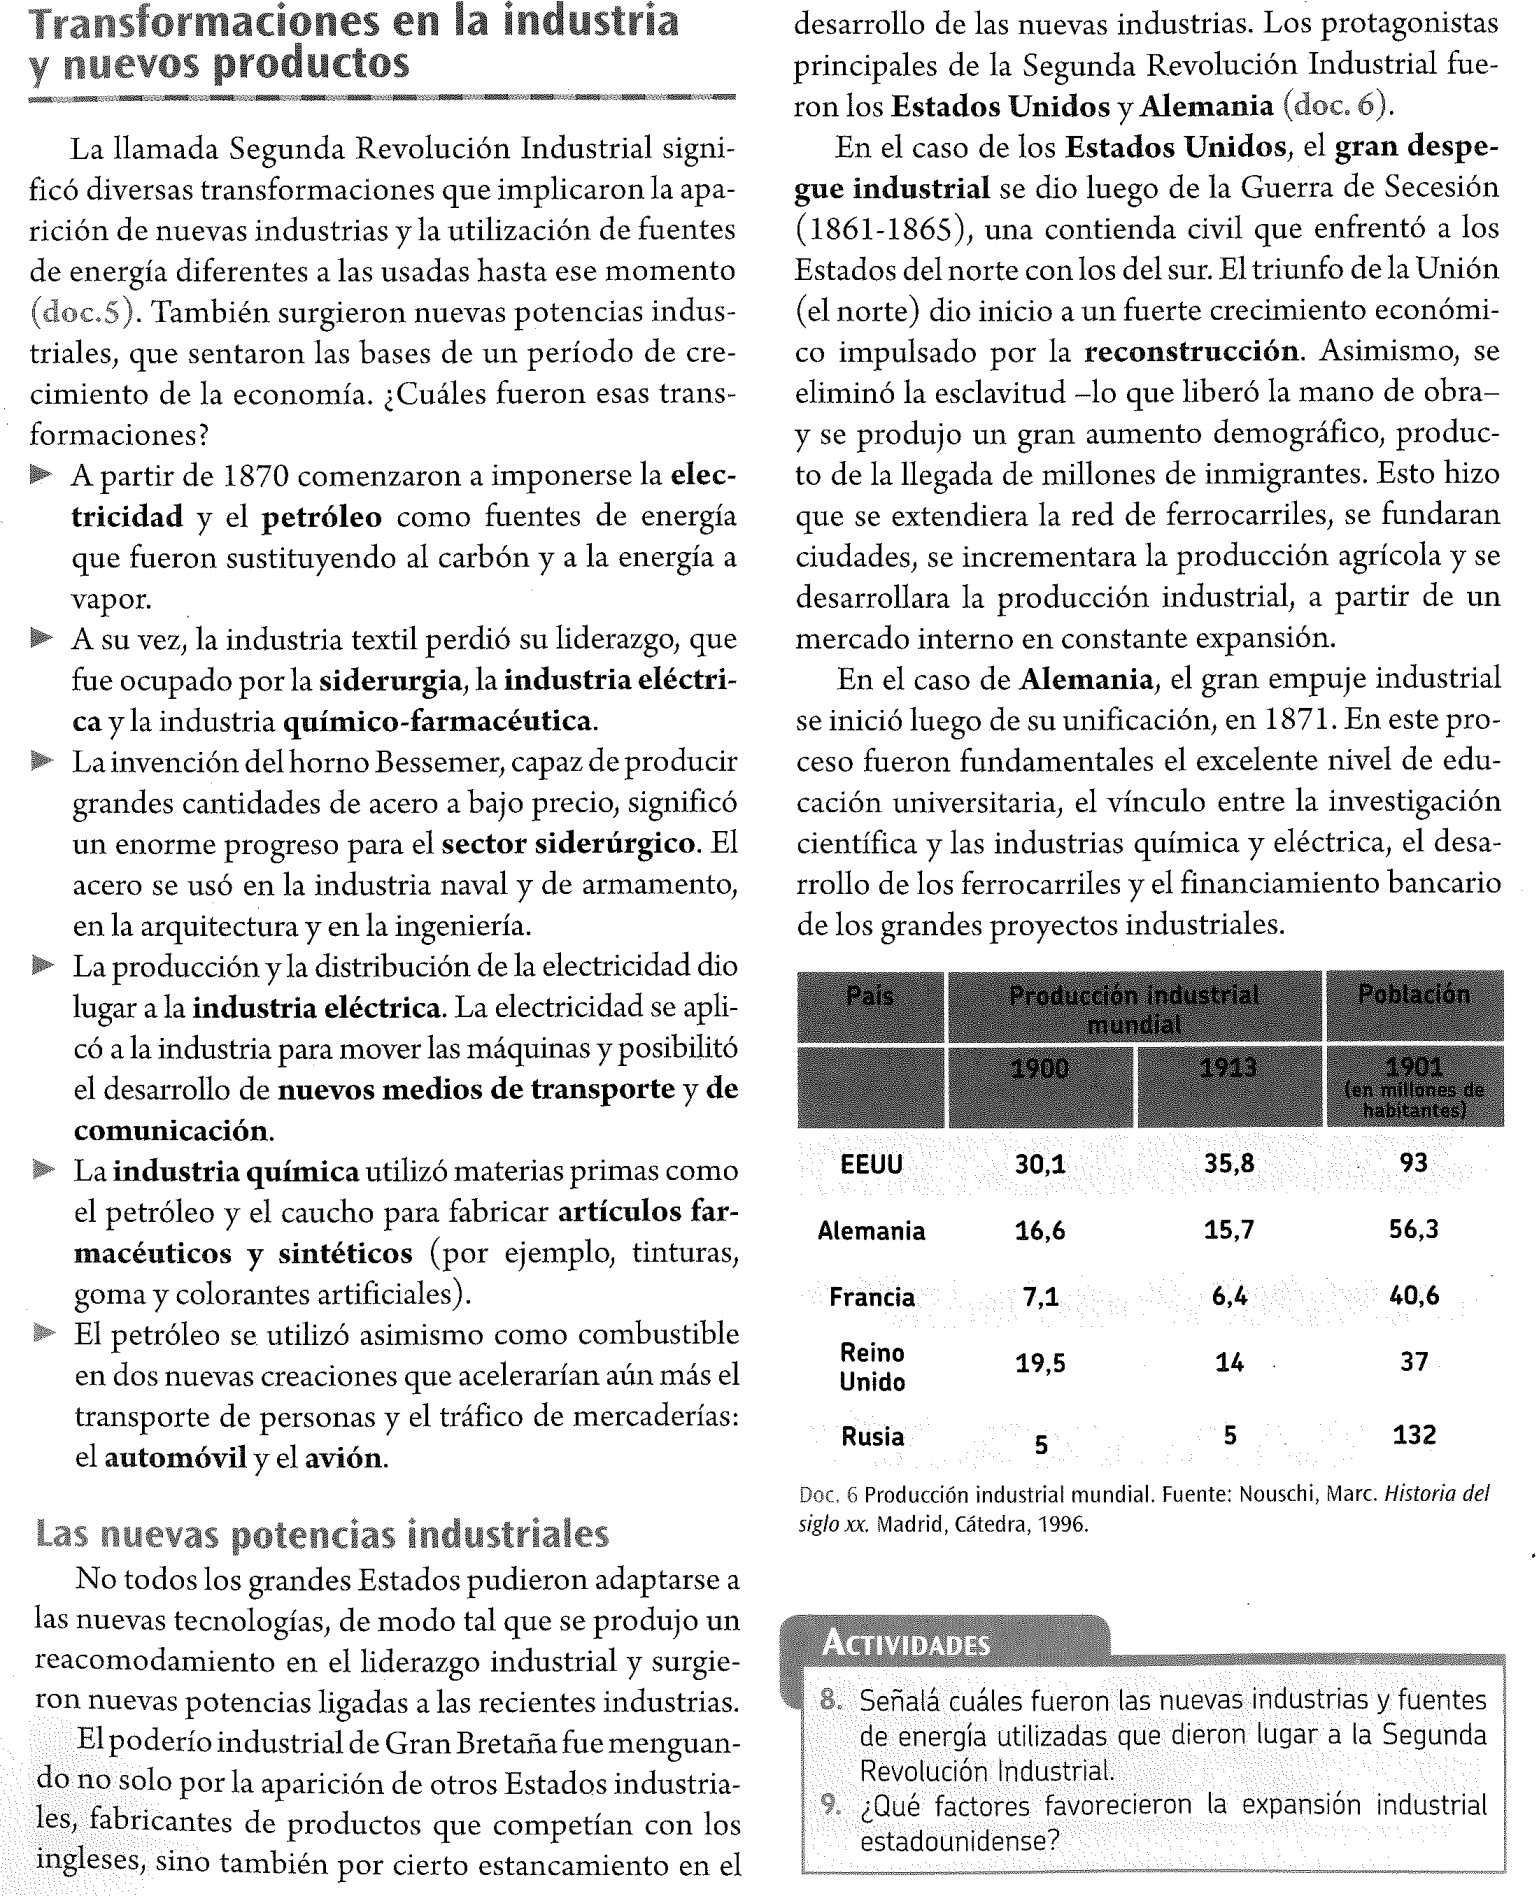 Transformaciones en la industria
y nuevos productos
La llamada Segunda Revolución Industrial signi-
ficó diversas transformaciones que implicaron la apa-
rición de nuevas industrias y la utilización de fuentes
de energía diferentes a las usadas hasta ese momento
(doc.5). También surgieron nuevas potencias indus-
triales, que sentaron las bases de un período de cre-
cimiento de la economía. ¿Cuáles fueron esas trans-
formaciones?
▶ A partir de 1870 comenzaron a imponerse la elec-
tricidad y el petróleo como fuentes de energía
que fueron sustituyendo al carbón y a la energía a
vapor.
▶ A su vez, la industria textil perdió su liderazgo, que
fue ocupado por la siderurgia, la industria eléctri-
ca y la industria químico-farmacéutica.
▶ La invención del horno Bessemer, capaz de producir
grandes cantidades de acero a bajo precio, significó
un enorme progreso para el sector siderúrgico. El
acero se usó en la industria naval y de armamento,
en la arquitectura y en la ingeniería.
▶ La producción y la distribución de la electricidad dio
lugar a la industria eléctrica. La electricidad se apli-
có a la industria para mover las máquinas y posibilitó
el desarrollo de nuevos medios de transporte y de
comunicación.
▶ La industria química utilizó materias primas como
el petróleo y el caucho para fabricar artículos far-
macéuticos y sintéticos (por ejemplo, tinturas,
goma y colorantes artificiales).
▶ El petróleo se utilizó asimismo como combustible
en dos nuevas creaciones que acelerarían aún más el
transporte de personas y el tráfico de mercaderías:
el automóvil y el avión.
Las nuevas potencias industriales
No todos los grandes Estados pudieron adaptarse a
las nuevas tecnologías, de modo tal que se produjo un
reacomodamiento en el liderazgo industrial y surgie-
ron nuevas potencias ligadas a las recientes industrias.
El poderío industrial de Gran Bretaña fue menguan-
do no solo por la aparición de otros Estados industria-
les, fabricantes de productos que competían con los
ingleses, sino también por cierto estancamiento en el
desarrollo de las nuevas industrias. Los protagonistas
principales de la Segunda Revolución Industrial fue-
ron los Estados Unidos y Alemania (doc. 6).
En el caso de los Estados Unidos, el gran despe-
gue industrial se dio luego de la Guerra de Secesión
(1861-1865), una contienda civil que enfrentó a los
Estados del norte con los del sur. El triunfo de la Unión
(el norte) dio inicio a un fuerte crecimiento económi-
co impulsado por la reconstrucción. Asimismo, se
eliminó la esclavitud –lo que liberó la mano de obra–
y se produjo un gran aumento demográfico, produc-
to de la llegada de millones de inmigrantes. Esto hizo
que se extendiera la red de ferrocarriles, se fundaran
ciudades, se incrementara la producción agrícola y se
desarrollara la producción industrial, a partir de un
mercado interno en constante expansión.
En el caso de Alemania, el gran empuje industrial
se inició luego de su unificación, en 1871. En este pro-
ceso fueron fundamentales el excelente nivel de edu-
cación universitaria, el vínculo entre la investigación
científica y las industrias química y eléctrica, el desa-
rrollo de los ferrocarriles y el financiamiento bancario
de los grandes proyectos industriales.
País Producción industrial mundial Población
1900 1913 1901
(en millones de
habitantes)
EEUU 30,1 35,8 93
Alemania 16,6 15,7 56,3
Francia 7,1 6,4 40,6
Reino Unido 19,5 14 37
Rusia 5 5 132
Doc. 6 Producción industrial mundial. Fuente: Nouschi, Marc. Historia del
siglo XX. Madrid, Cátedra, 1996.
ACTIVIDADES
8. Señalá cuáles fueron las nuevas industrias y fuentes
de energía utilizadas que dieron lugar a la Segunda
Revolución Industrial.
9. ¿Qué factores favorecieron la expansión industrial
estadounidense?